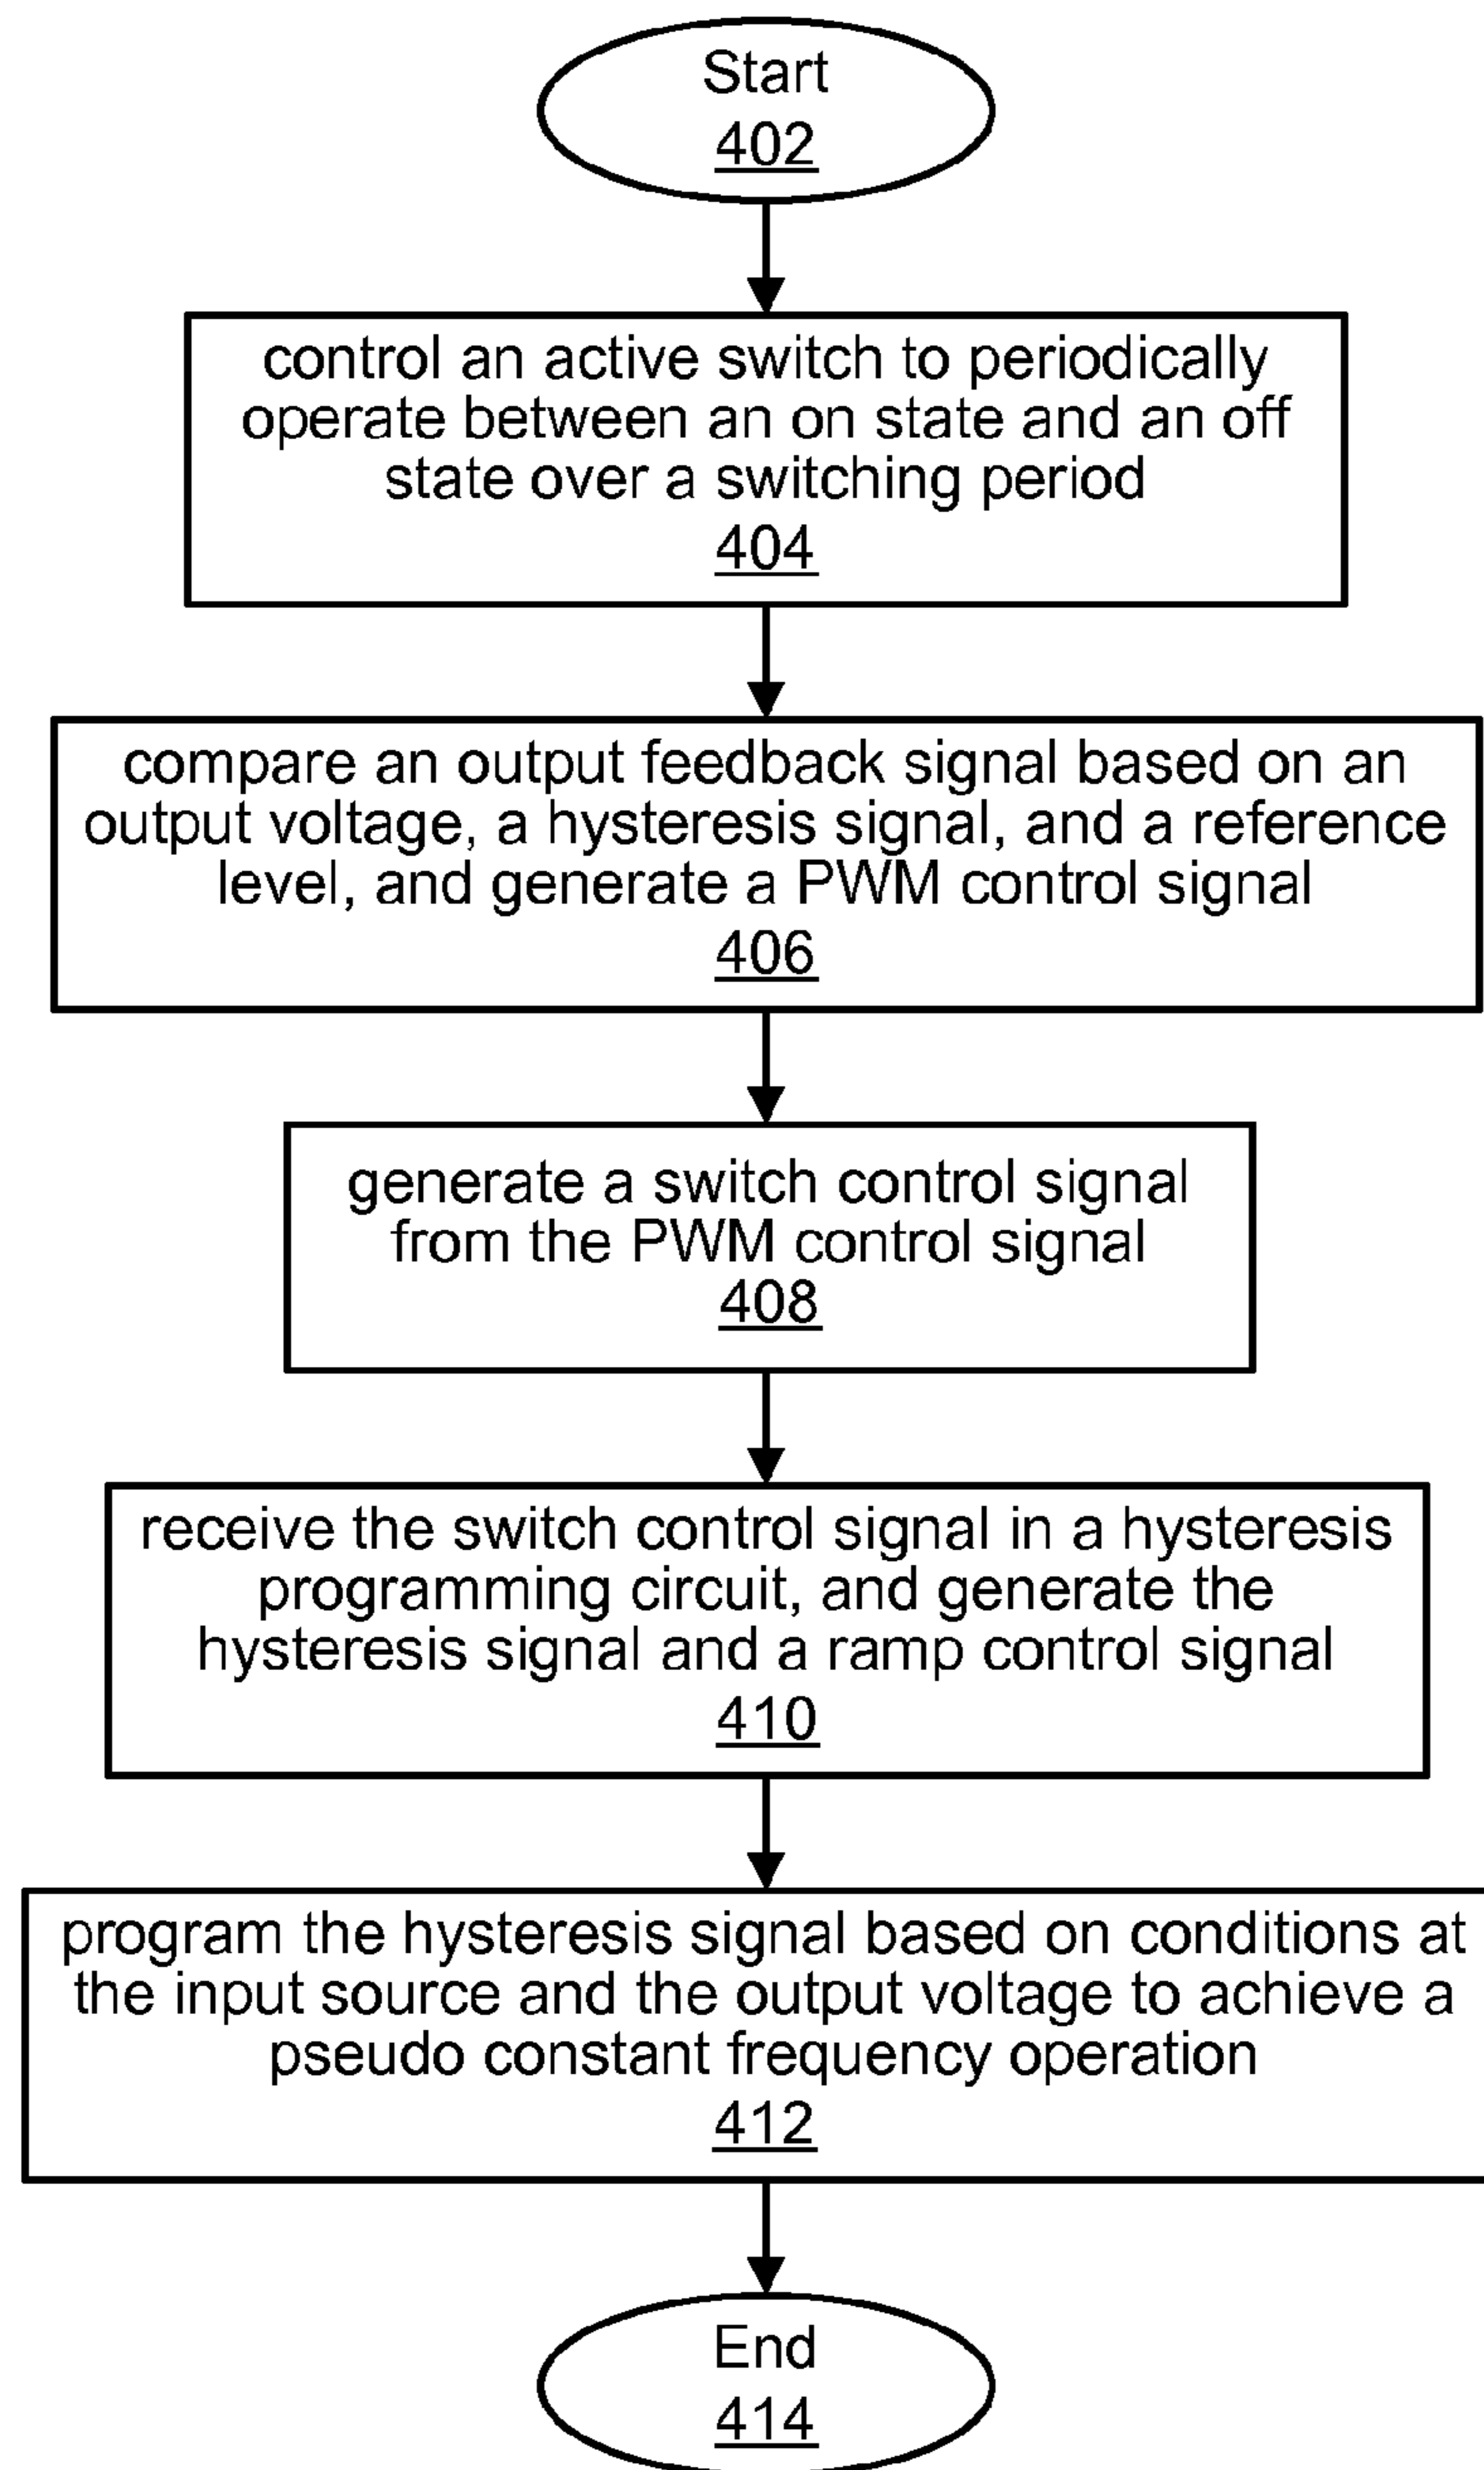 Start
402
control an active switch to periodically
operate between an on state and an off
state over a switching period
404
compare an output feedback signal based on an
output voltage, a hysteresis signal, and a reference
level, and generate a PWM control signal
406
generate a switch control signal
from the PWM control signal
408
receive the switch control signal in a hysteresis
programming circuit, and generate the
hysteresis signal and a ramp control signal
410
program the hysteresis signal based on conditions at
the input source and the output voltage to achieve a
pseudo constant frequency operation
412
End
414